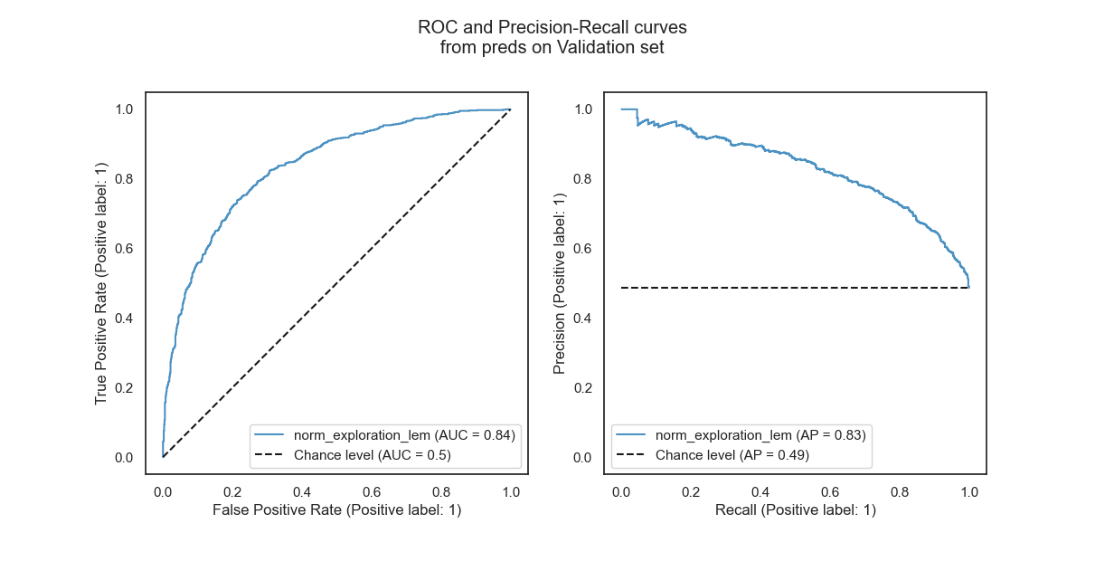 ROC and Precision-Recall curves
from preds on Validation set
True Positive Rate (Positive label: 1)
1.0
0.8
0.6
0.4
0.2
0.0
norm_exploration_lem (AUC = 0.84)
Chance level (AUC = 0.5)
0.0 0.2 0.4 0.6 0.8 1.0
False Positive Rate (Positive label: 1)
Precision (Positive label: 1)
1.0
0.8
0.6
0.4
0.2
0.0
norm_exploration_lem (AP = 0.83)
Chance level (AP = 0.49)
0.0 0.2 0.4 0.6 0.8 1.0
Recall (Positive label: 1)